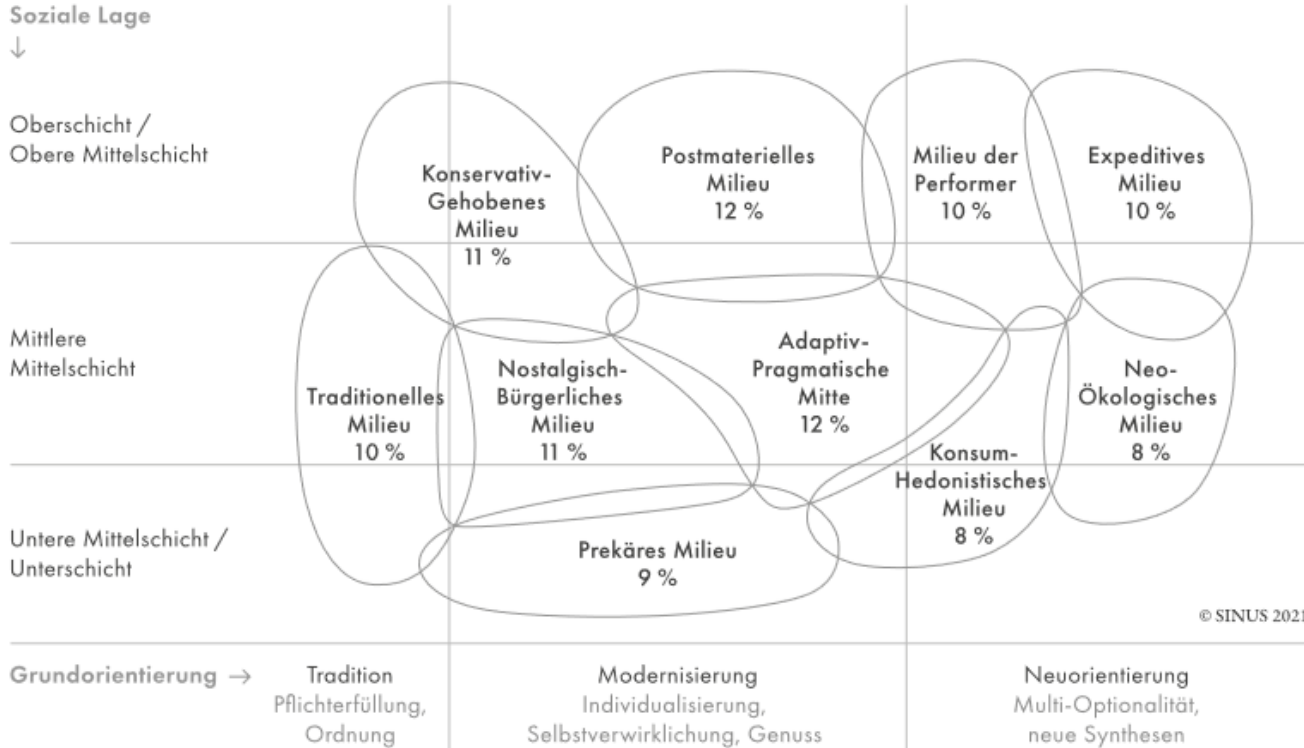 Soziale Lage
↓
Oberschicht /
Obere Mittelschicht
Konservativ-
Gehobenes
Milieu
11 %
Postmaterielles
Milieu
12 %
Milieu der
Performer
10 %
Expeditives
Milieu
10 %
Mittlere
Mittelschicht
Traditionelles
Milieu
10 %
Nostalgisch-
Bürgerliches
Milieu
11 %
Adaptiv-
Pragmatische
Mitte
12 %
Neo-
Ökologisches
Milieu
8 %
Konsum-
Hedonistisches
Milieu
8 %
Untere Mittelschicht /
Unterschicht
Prekäres Milieu
9 %
© SINUS 2021
Grundorientierung →
Tradition
Pflichterfüllung,
Ordnung
Modernisierung
Individualisierung,
Selbstverwirklichung, Genuss
Neuorientierung
Multi-Optionalität,
neue Synthesen